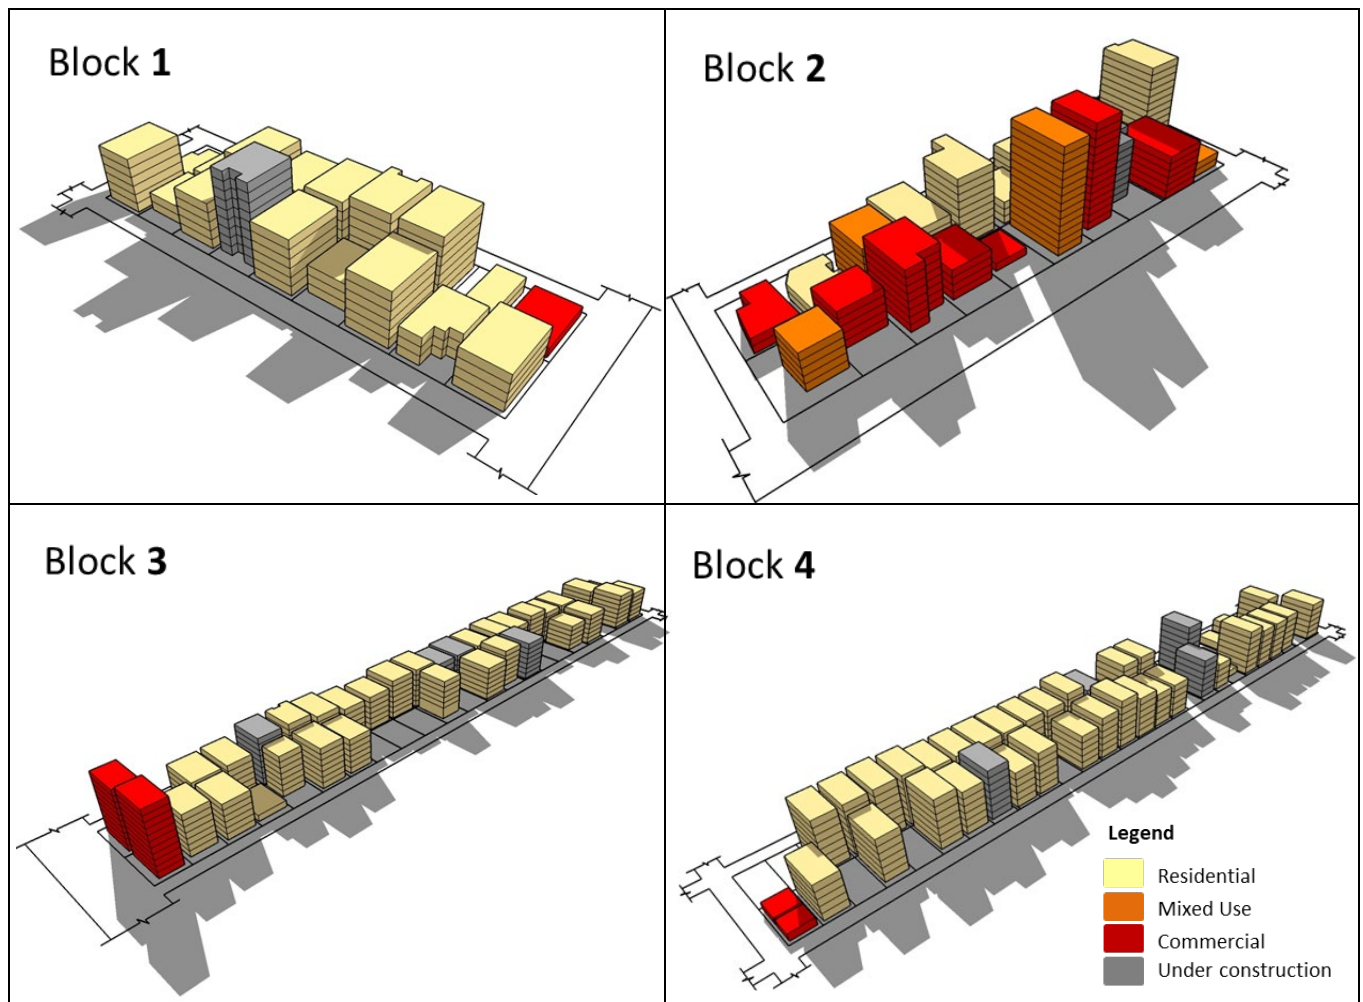 Block 1
Block 2
Block 3
Block 4
Legend
Residential
Mixed Use
Commercial
Under construction